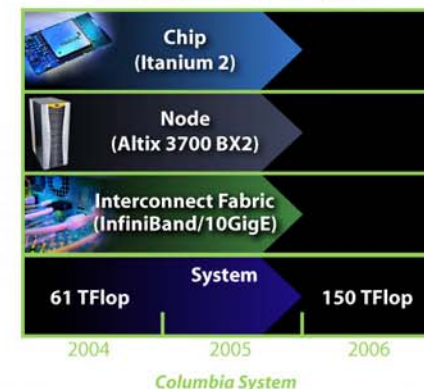 Chip
(Itanium 2)
Node
(Altix 3700 BX2)
Interconnect Fabric
(InfiniBand/10GigE)
System
61 TFlop
150 TFlop
2004 2005 2006
Columbia System